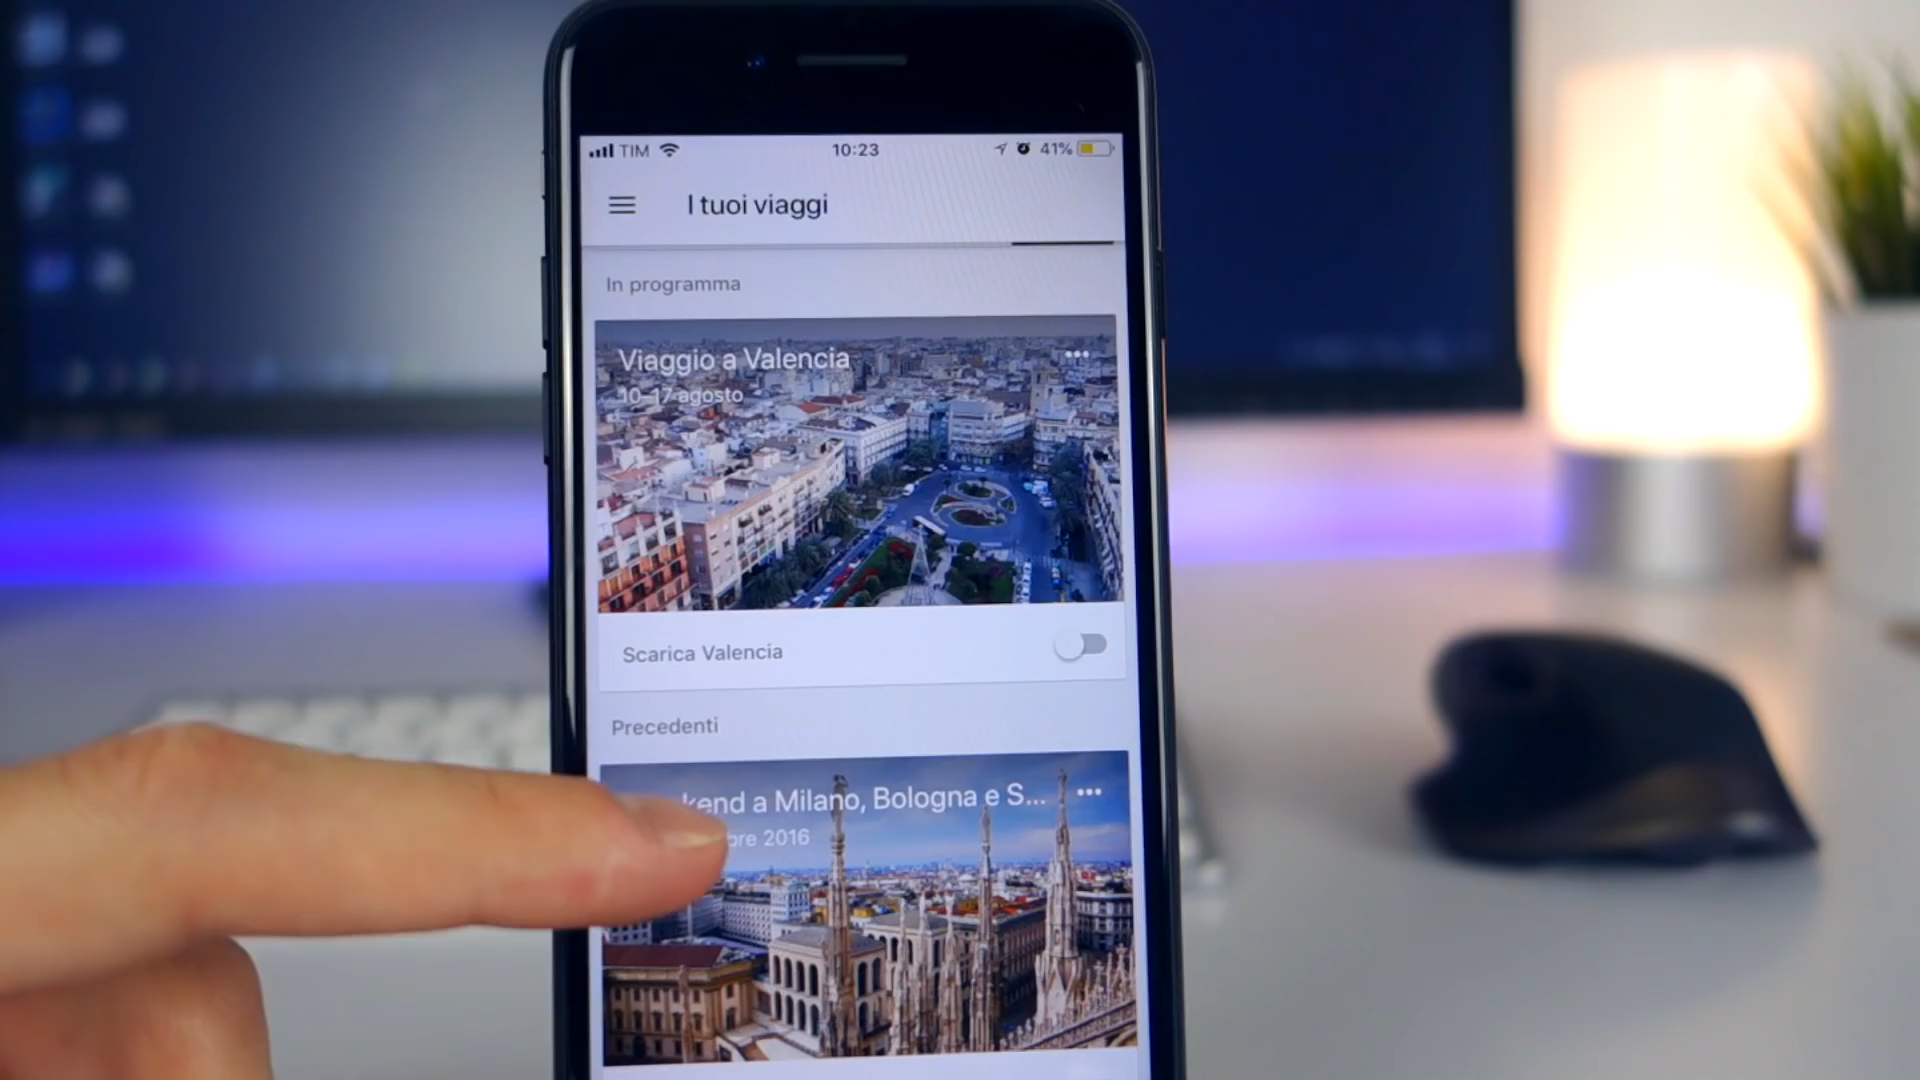 TIM 10:23 41%
I tuoi viaggi
In programma
Viaggio a Valencia
10–17 agosto
Scarica Valencia
Precedenti
kend a Milano, Bologna e S...
bre 2016